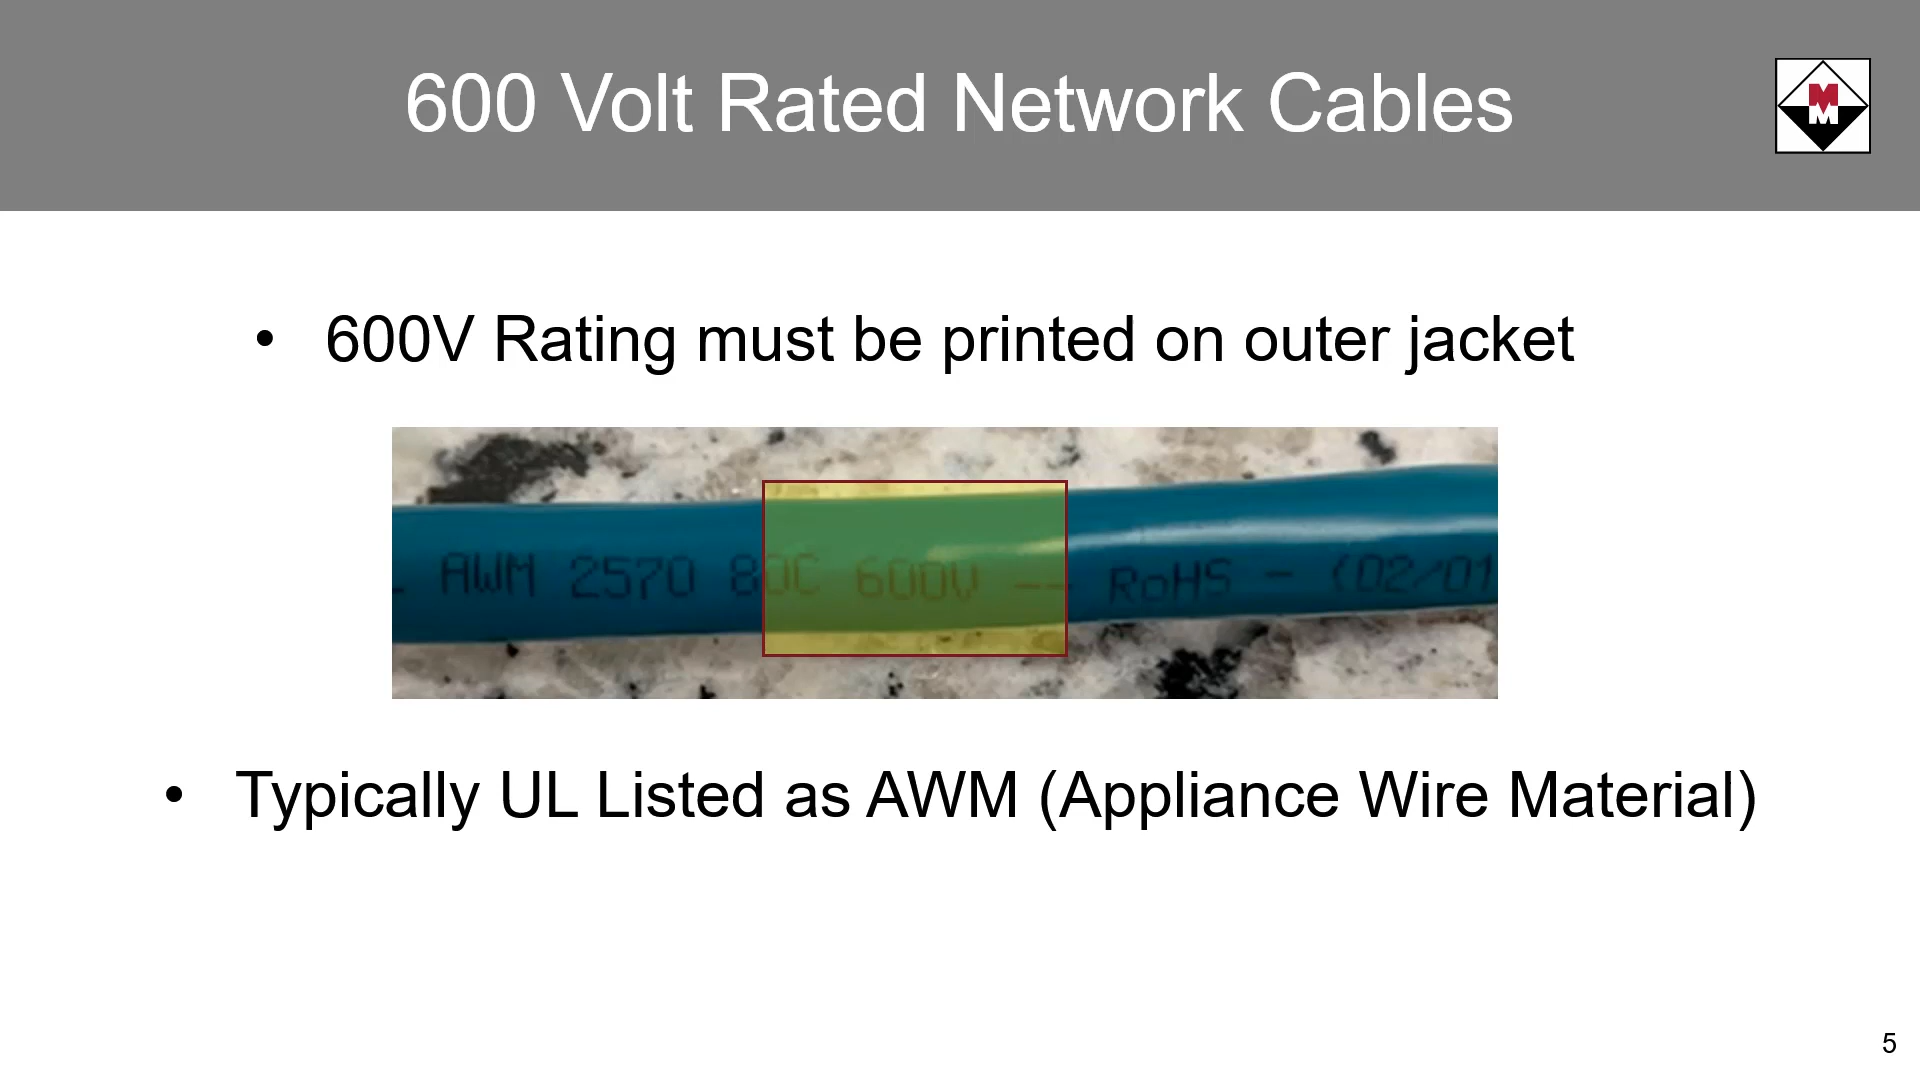 600 Volt Rated Network Cables
M
M
• 600V Rating must be printed on outer jacket
AWM 2570 80C 600V -- RoHS - (02/01
• Typically UL Listed as AWM (Appliance Wire Material)
5